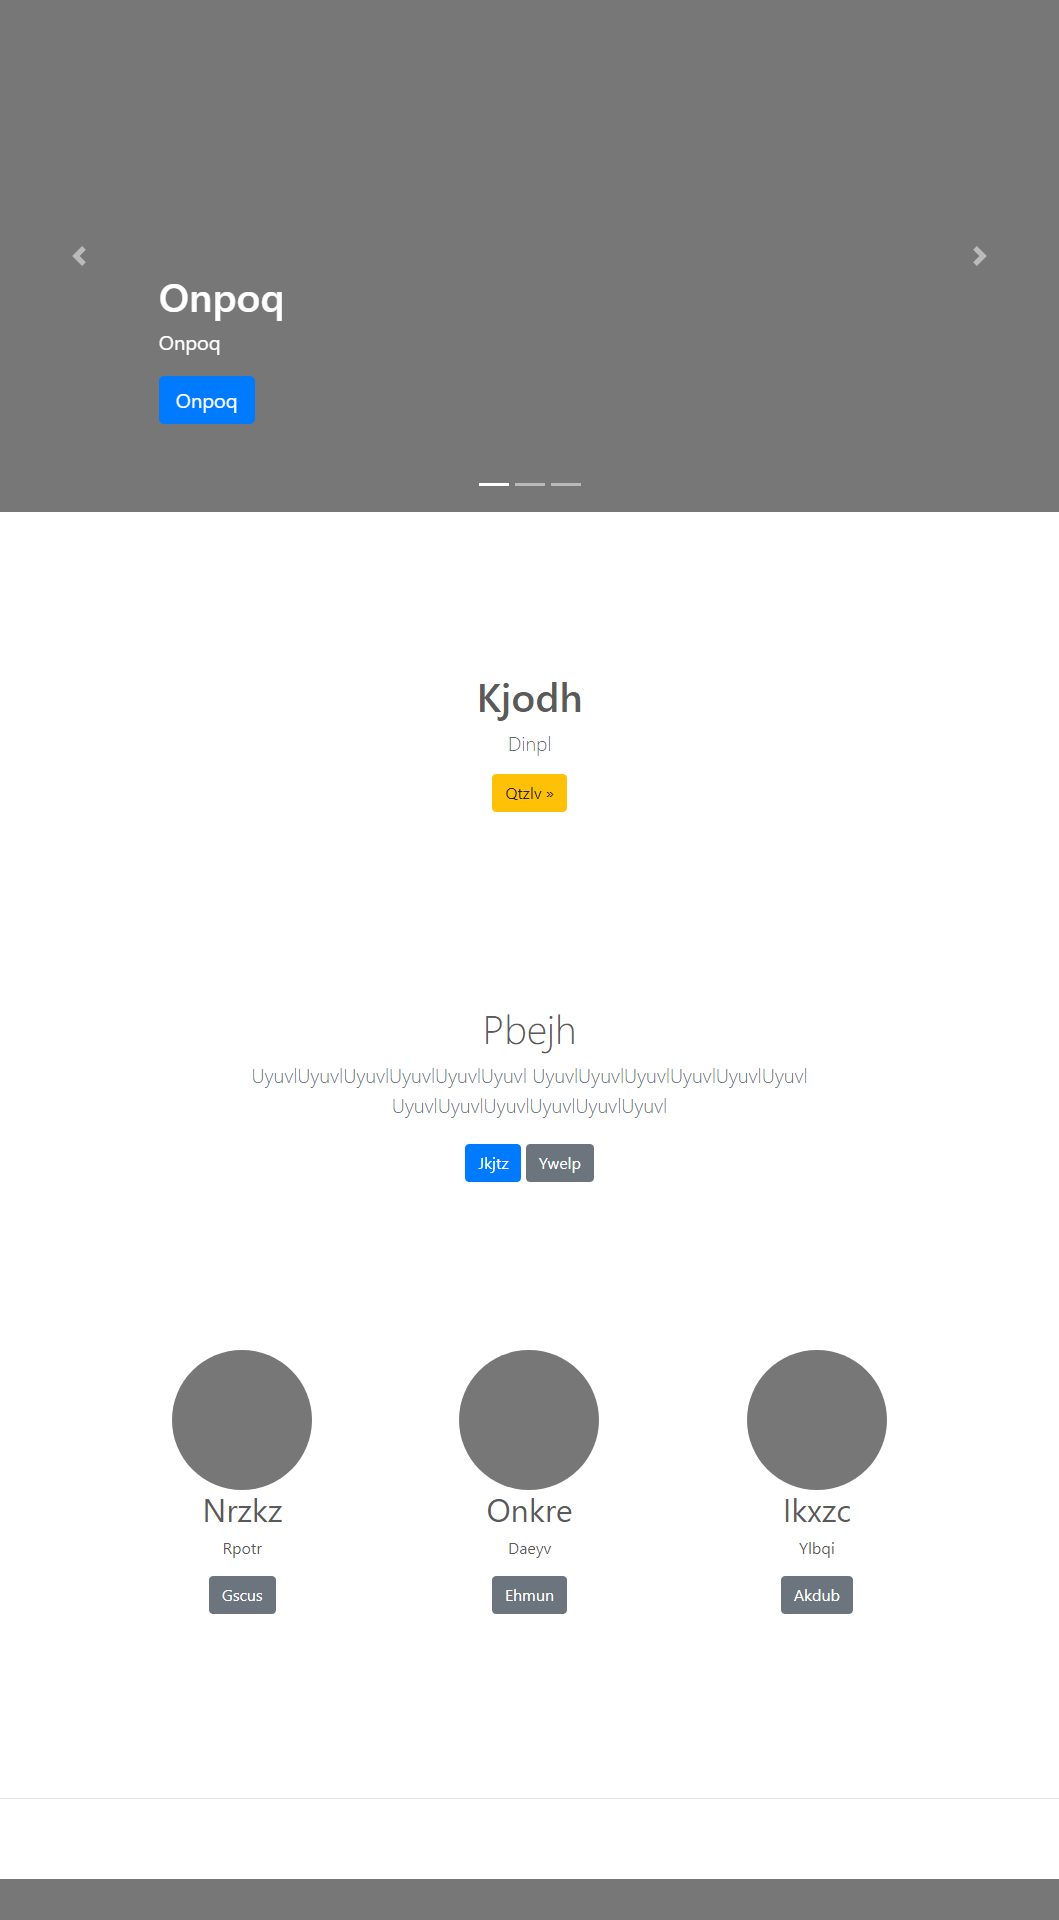 Onpoq
Onpoq
Onpoq
Kjodh
Dinpl
Qtzlv »
Pbejh
UyuvlUyuvlUyuvlUyuvlUyuvlUyuvl UyuvlUyuvlUyuvlUyuvlUyuvlUyuvl
UyuvlUyuvlUyuvlUyuvlUyuvlUyuvl
Jkjtz Ywelp
Nrzkz Onkre Ikxzc
Rpotr Daeyv Ylbqi
Gscus Ehmun Akdub